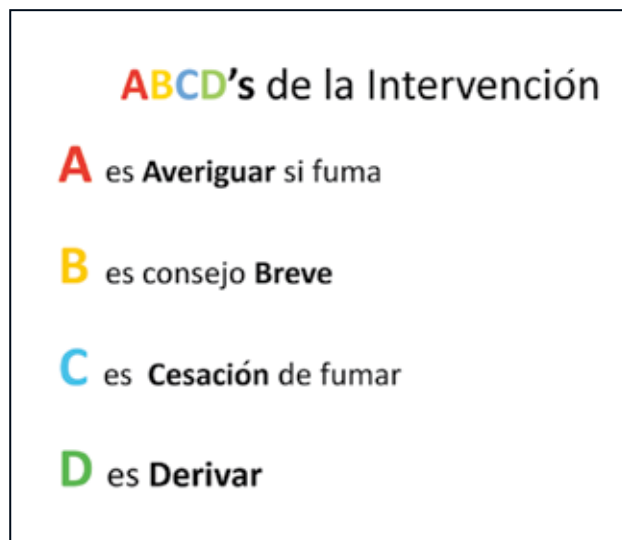 ABCD's de la Intervención
A es Averiguar si fuma
B es consejo Breve
C es Cesación de fumar
D es Derivar